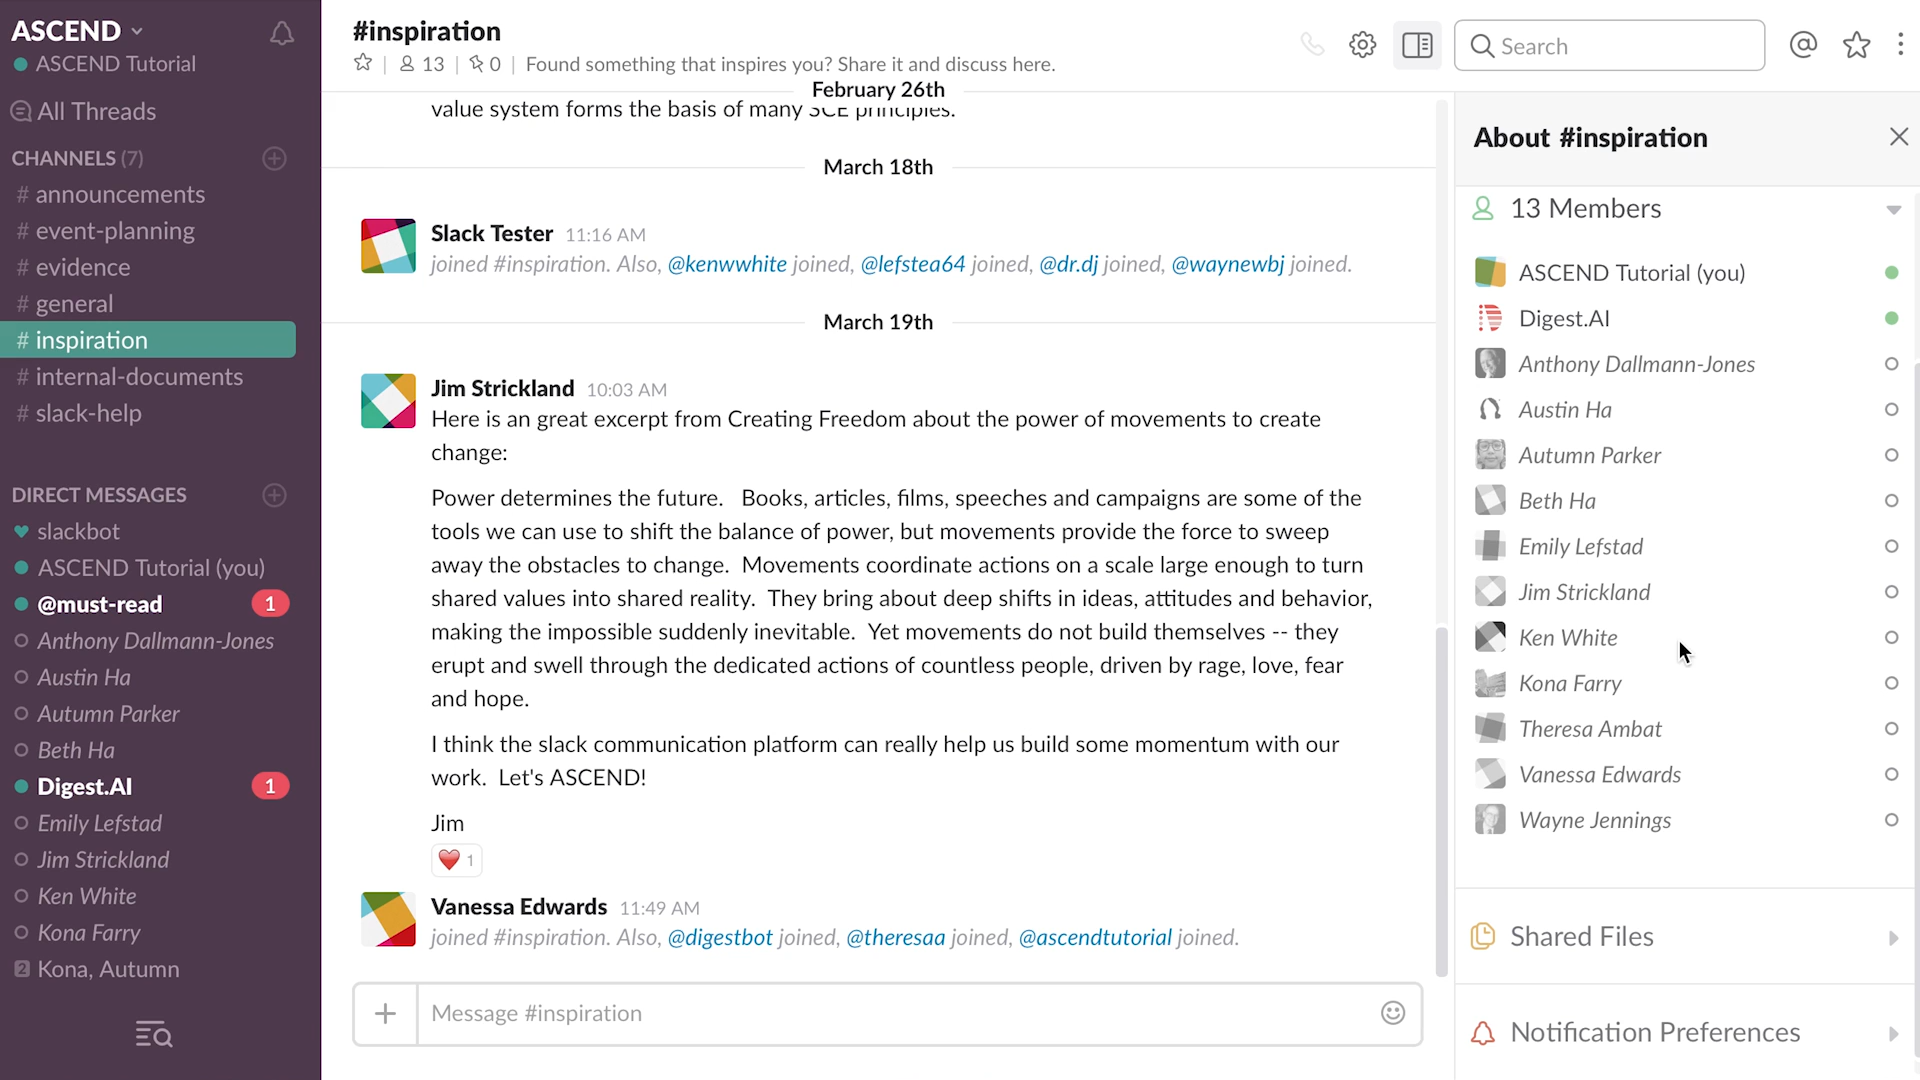 ASCEND
ASCEND Tutorial
All Threads
CHANNELS (7)
# announcements
# event-planning
# evidence
# general
# inspiration
# internal-documents
# slack-help
DIRECT MESSAGES
slackbot
ASCEND Tutorial (you)
@must-read 1
Anthony Dallmann-Jones
Austin Ha
Autumn Parker
Beth Ha
Digest.AI 1
Emily Lefstad
Jim Strickland
Ken White
Kona Farry
2 Kona, Autumn
#inspiration
13 | 0 | Found something that inspires you? Share it and discuss here.
Search
February 26th
value system forms the basis of many SCE principles.
March 18th
Slack Tester 11:16 AM
joined #inspiration. Also, @kenwwhite joined, @lefstea64 joined, @dr.dj joined, @waynewbj joined.
March 19th
Jim Strickland 10:03 AM
Here is an great excerpt from Creating Freedom about the power of movements to create
change:
Power determines the future. Books, articles, films, speeches and campaigns are some of the
tools we can use to shift the balance of power, but movements provide the force to sweep
away the obstacles to change. Movements coordinate actions on a scale large enough to turn
shared values into shared reality. They bring about deep shifts in ideas, attitudes and behavior,
making the impossible suddenly inevitable. Yet movements do not build themselves -- they
erupt and swell through the dedicated actions of countless people, driven by rage, love, fear
and hope.
I think the slack communication platform can really help us build some momentum with our
work. Let's ASCEND!
Jim
1
Vanessa Edwards 11:49 AM
joined #inspiration. Also, @digestbot joined, @theresaa joined, @ascendtutorial joined.
Message #inspiration
About #inspiration
13 Members
ASCEND Tutorial (you)
Digest.AI
Anthony Dallmann-Jones
Austin Ha
Autumn Parker
Beth Ha
Emily Lefstad
Jim Strickland
Ken White
Kona Farry
Theresa Ambat
Vanessa Edwards
Wayne Jennings
Shared Files
Notification Preferences